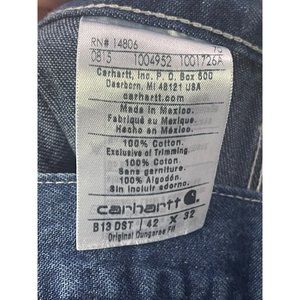 RN# 14806 75
0815 1004952 1001726A
Carhartt, Inc. P.O. Box 600
Dearborn, MI 48121 USA
carhartt.com
Made in Mexico.
Fabriqué au Mexique.
Hecho en México.
100% Cotton.
Exclusive of Trimming.
100% Coton.
Sans garniture.
100% Algodón.
Sin incluir adorno.
carhartt
B13 DST 42 X 32
Original Dungaree Fit